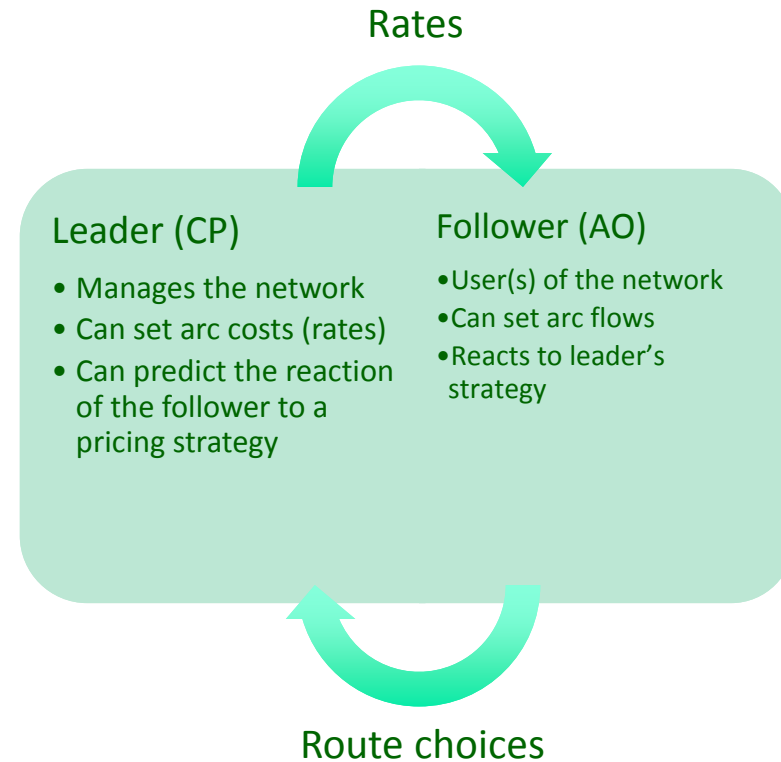 Rates
Leader (CP)
• Manages the network
• Can set arc costs (rates)
• Can predict the reaction
of the follower to a
pricing strategy
Follower (AO)
•User(s) of the network
•Can set arc flows
•Reacts to leader’s
strategy
Route choices